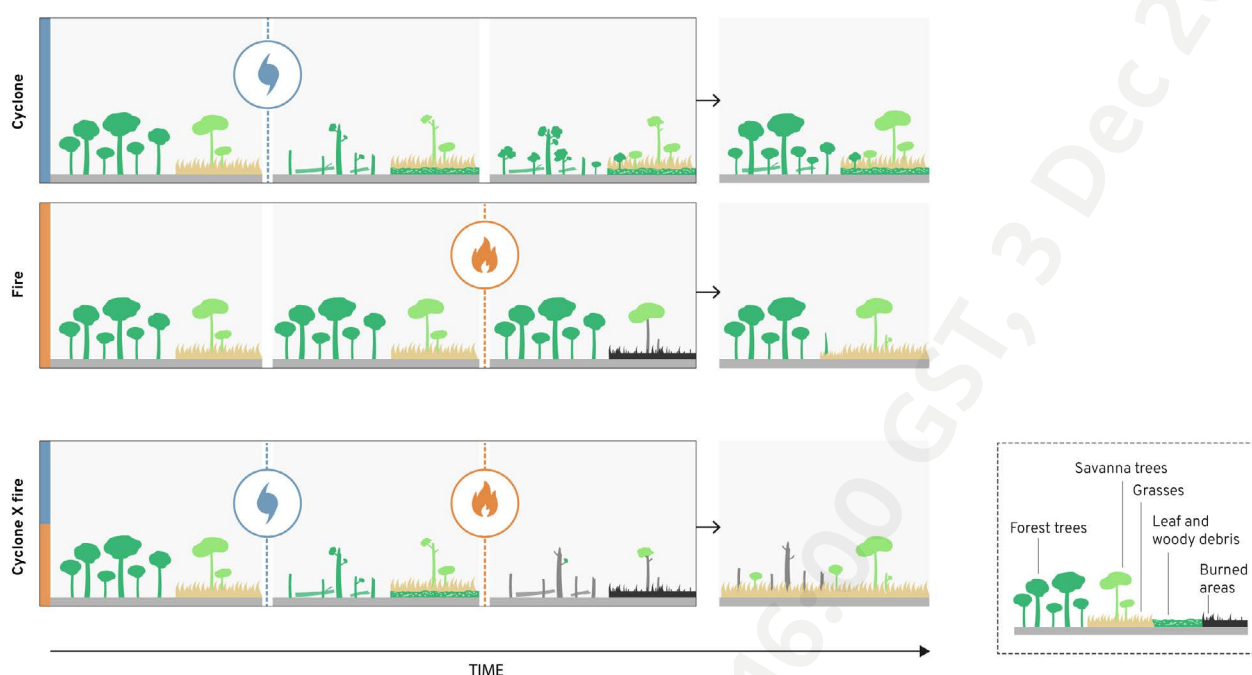 Cyclone
Fire
Cyclone X fire
TIME
Savanna trees
Grasses
Forest trees
Leaf and
woody debris
Burned
areas
16:00 GST, 3 Dec 20